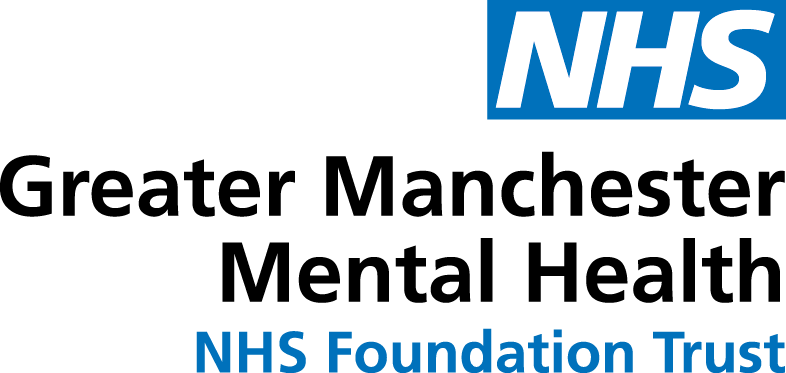 NHS
Greater Manchester
Mental Health
NHS Foundation Trust